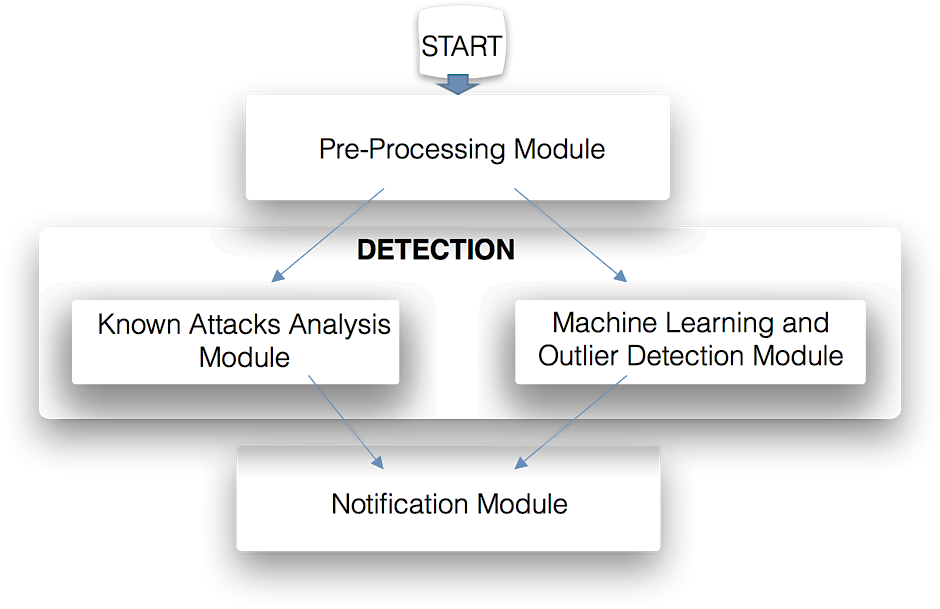 START
Pre-Processing Module
DETECTION
Known Attacks Analysis
Module
Machine Learning and
Outlier Detection Module
Notification Module